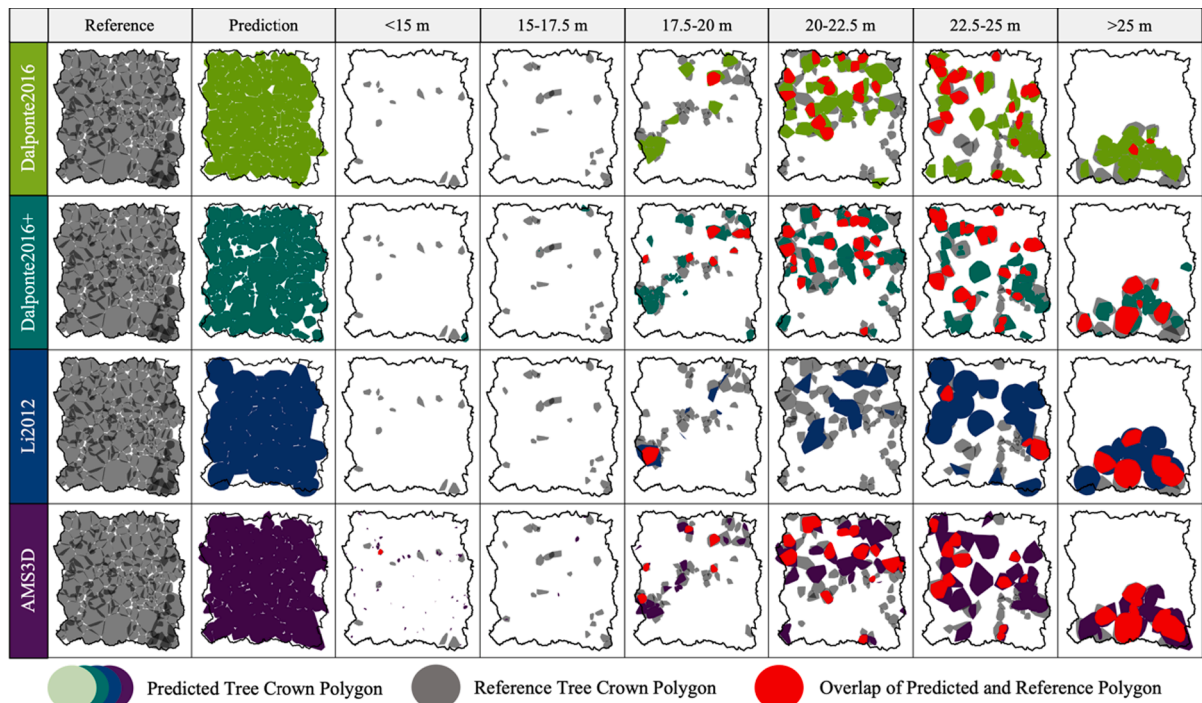 Reference Prediction <15 m 15-17.5 m 17.5-20 m 20-22.5 m 22.5-25 m >25 m
Dalponte2016
Dalponte2016+
Li2012
AMS3D
Predicted Tree Crown Polygon Reference Tree Crown Polygon Overlap of Predicted and Reference Polygon